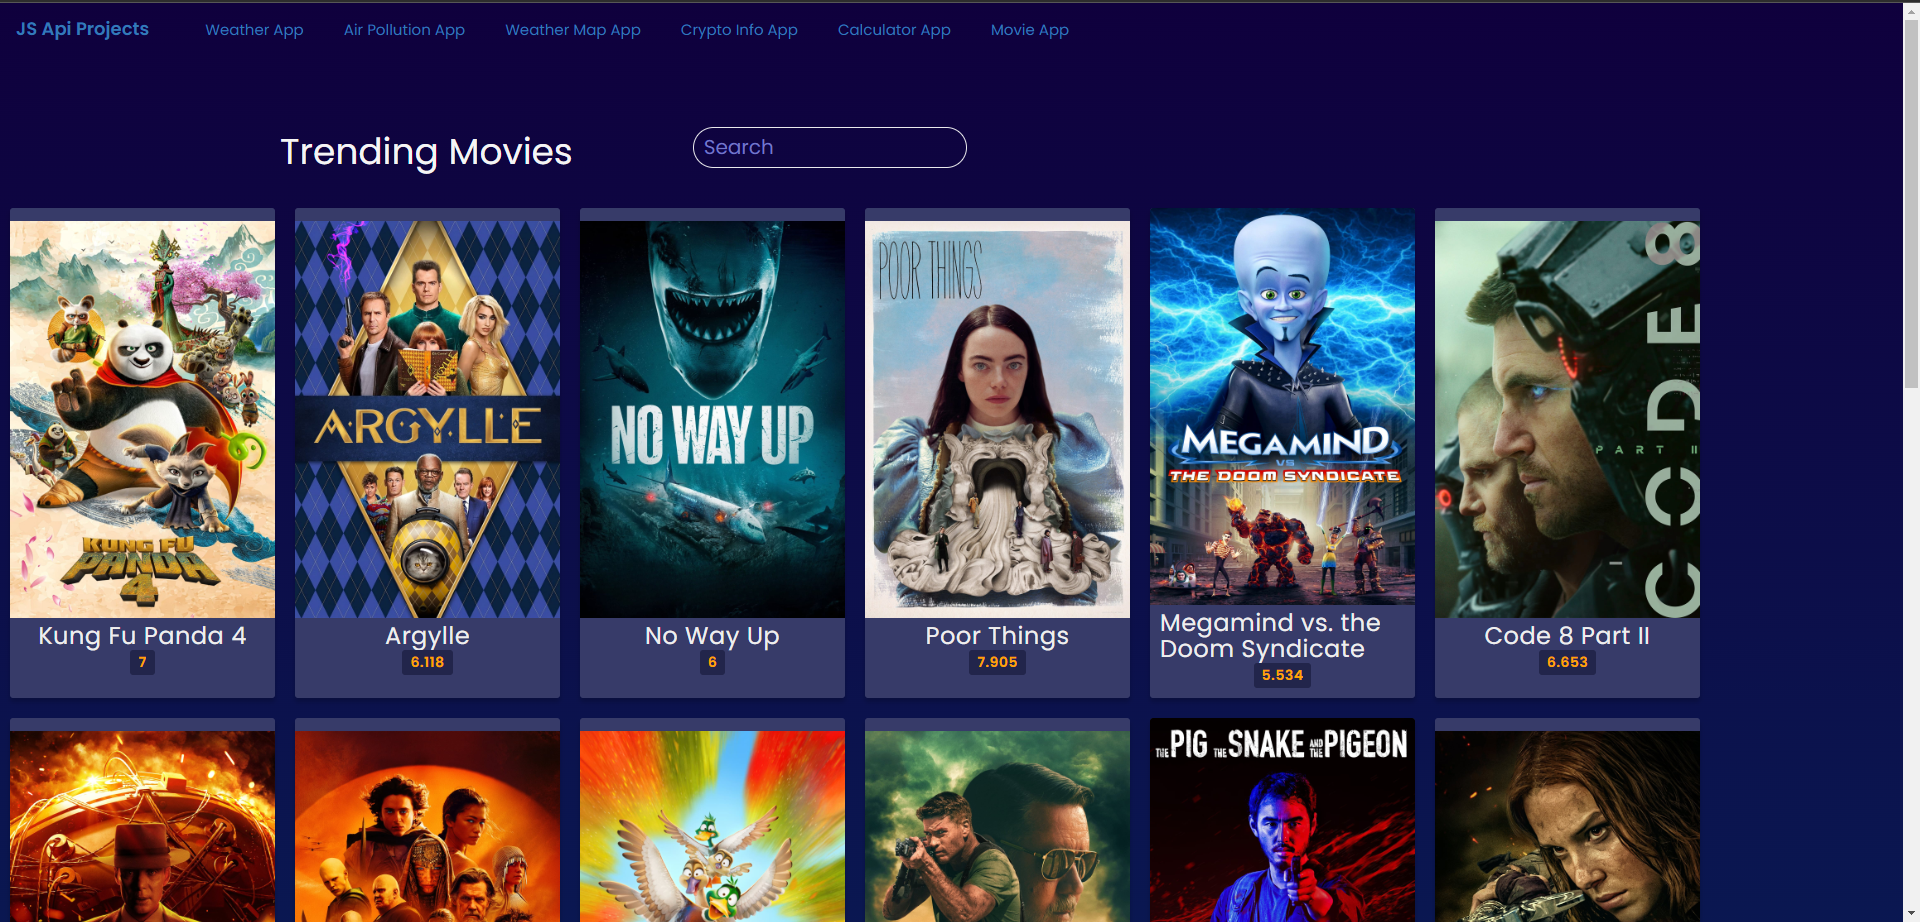 JS Api Projects
Weather App
Air Pollution App
Weather Map App
Crypto Info App
Calculator App
Movie App
Trending Movies
Search
KUNG FU
PANDA
4
Kung Fu Panda 4
7
ARGYLLE
Argylle
6.118
NO WAY UP
No Way Up
6
POOR THINGS
Poor Things
7.905
MEGAMIND
VS
THE DOOM SYNDICATE
Megamind vs. the
Doom Syndicate
5.534
CODE 8
PART II
Code 8 Part II
6.653
THE PIG THE SNAKE AND THE PIGEON